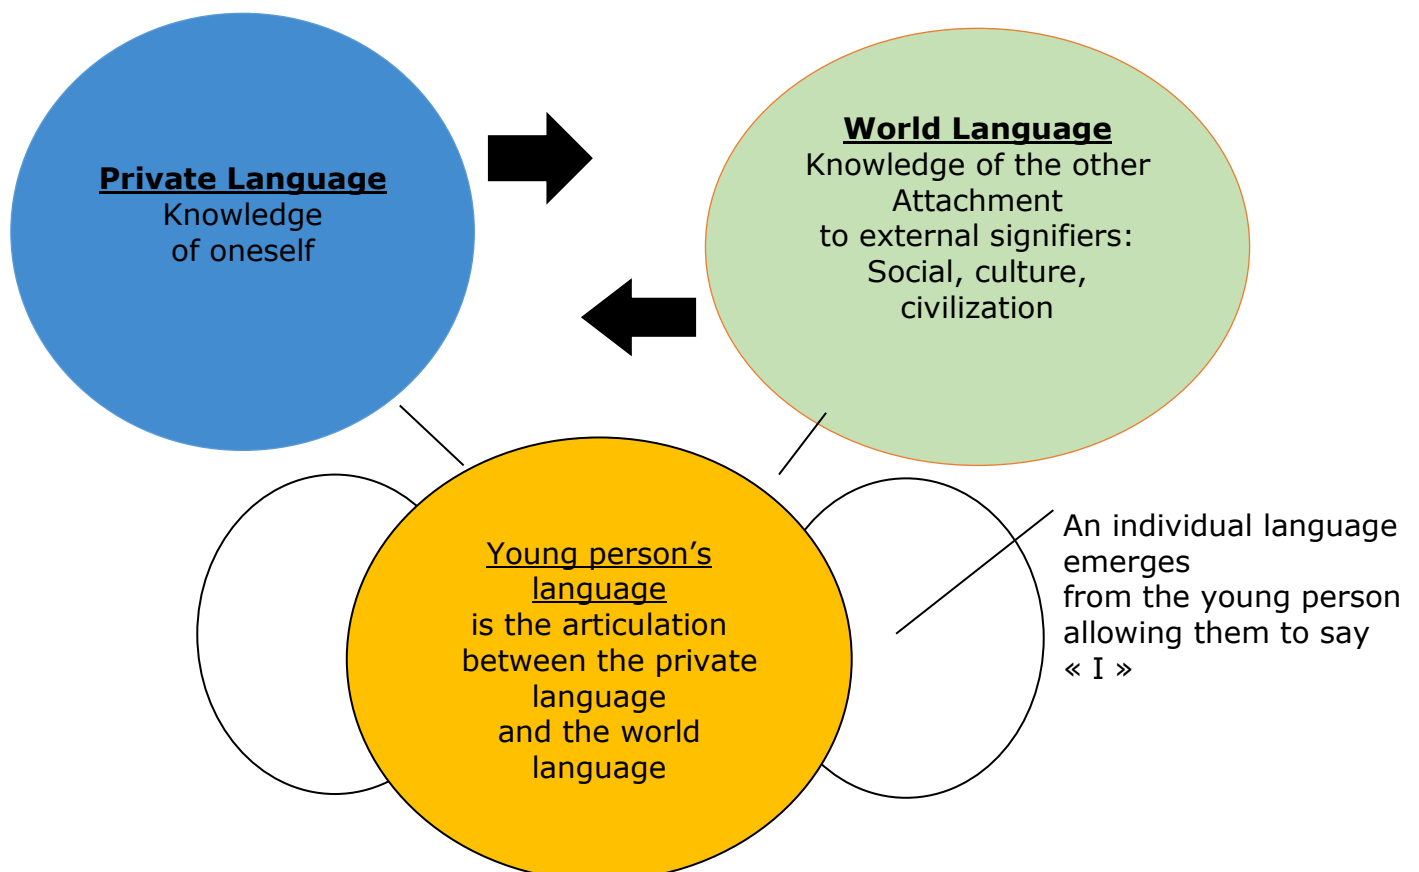 Private Language
Knowledge
of oneself
World Language
Knowledge of the other
Attachment
to external signifiers:
Social, culture,
civilization
Young person’s
language
is the articulation
between the private
language
and the world
language
An individual language
emerges
from the young person
allowing them to say
« I »